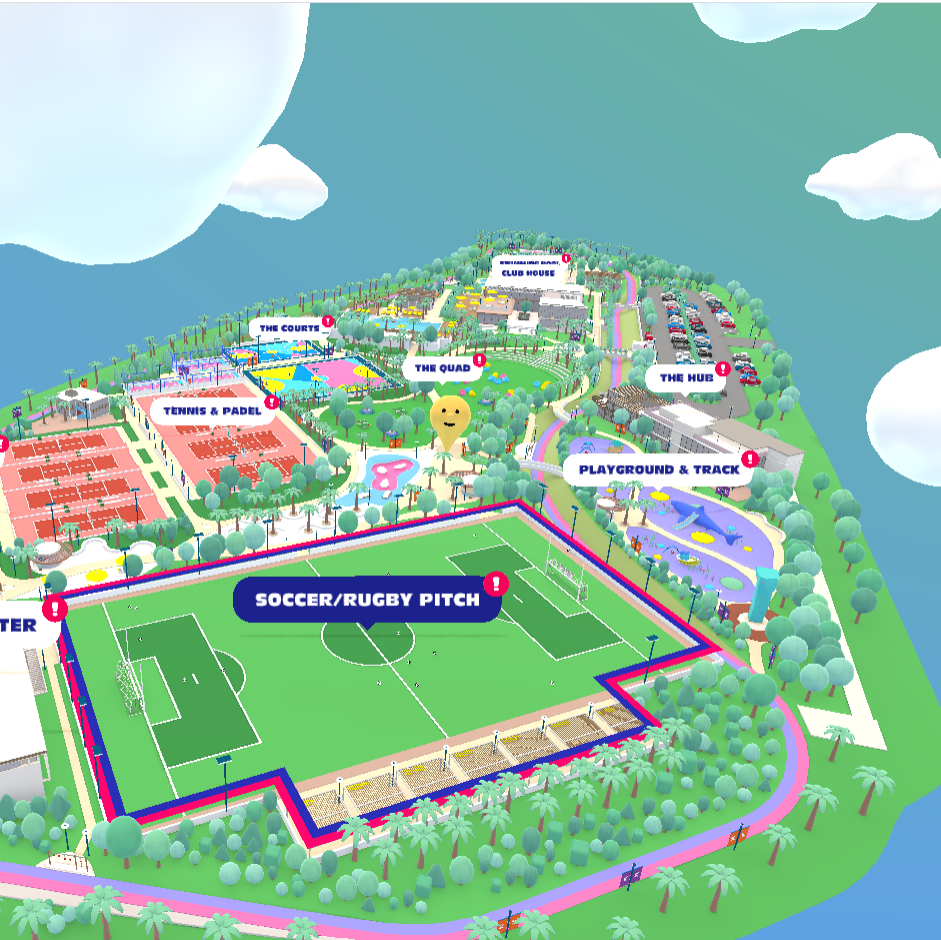 CLUB HOUSE
THE COURTS
THE QUAD
THE HUB
TENNIS & PADEL
PLAYGROUND & TRACK
SOCCER/RUGBY PITCH
TER